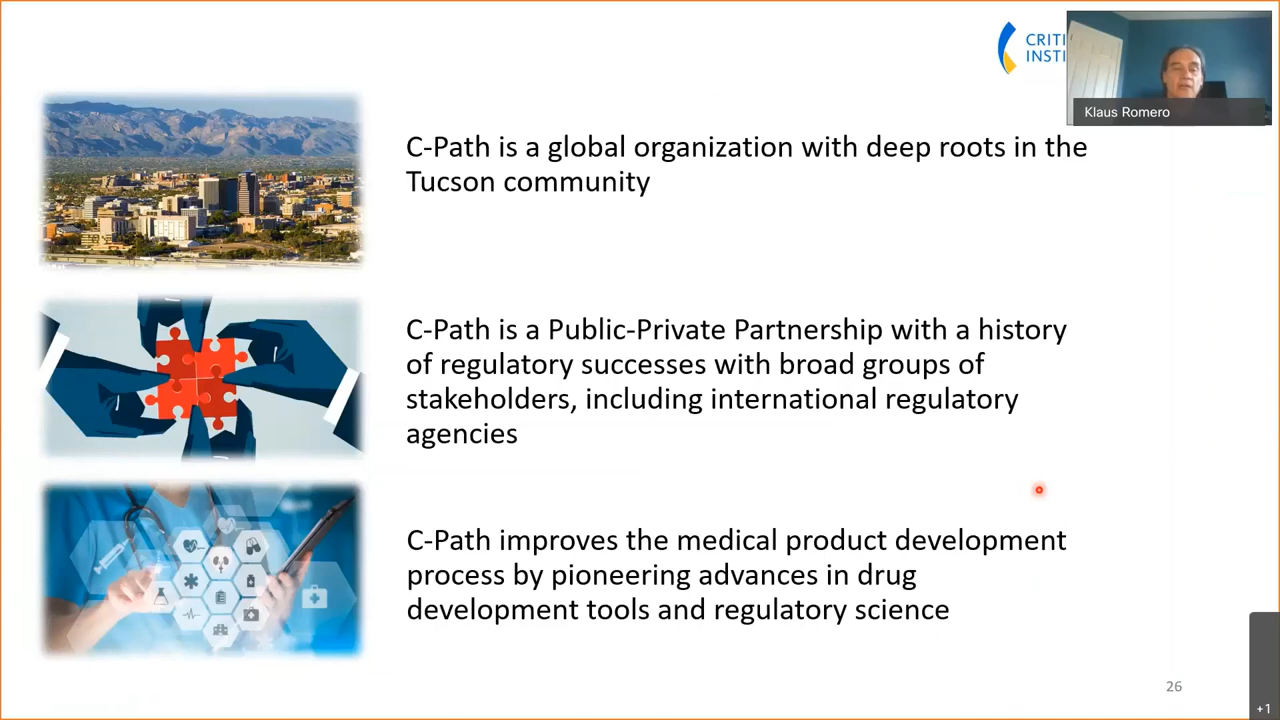 CRITI
INSTI
Klaus Romero
C-Path is a global organization with deep roots in the
Tucson community
C-Path is a Public-Private Partnership with a history
of regulatory successes with broad groups of
stakeholders, including international regulatory
agencies
C-Path improves the medical product development
process by pioneering advances in drug
development tools and regulatory science
26
+1